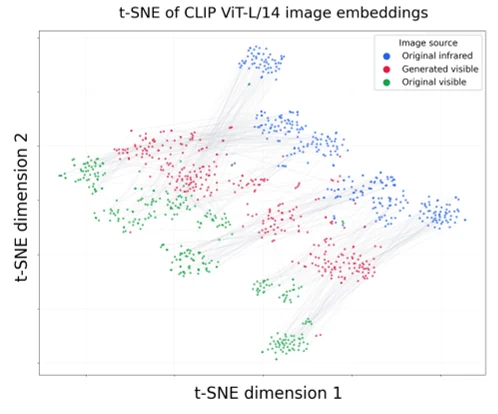 t-SNE of CLIP ViT-L/14 image embeddings
Image source
Original infrared
Generated visible
Original visible
t-SNE dimension 2
t-SNE dimension 1